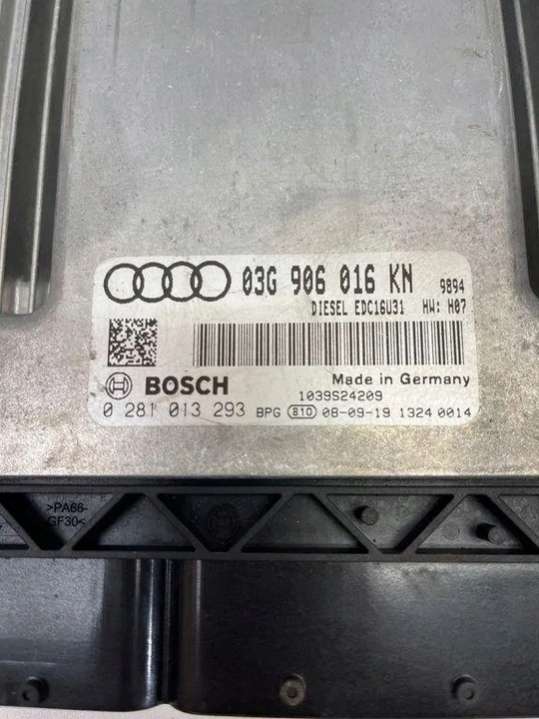 03G 906 016 KN 9894
DIESEL EDC16U31 HW: H07
BOSCH Made in Germany
1039S24209
0 281 013 293 BPG 810 08-09-19 1324 0014
>PA66-
GF30<